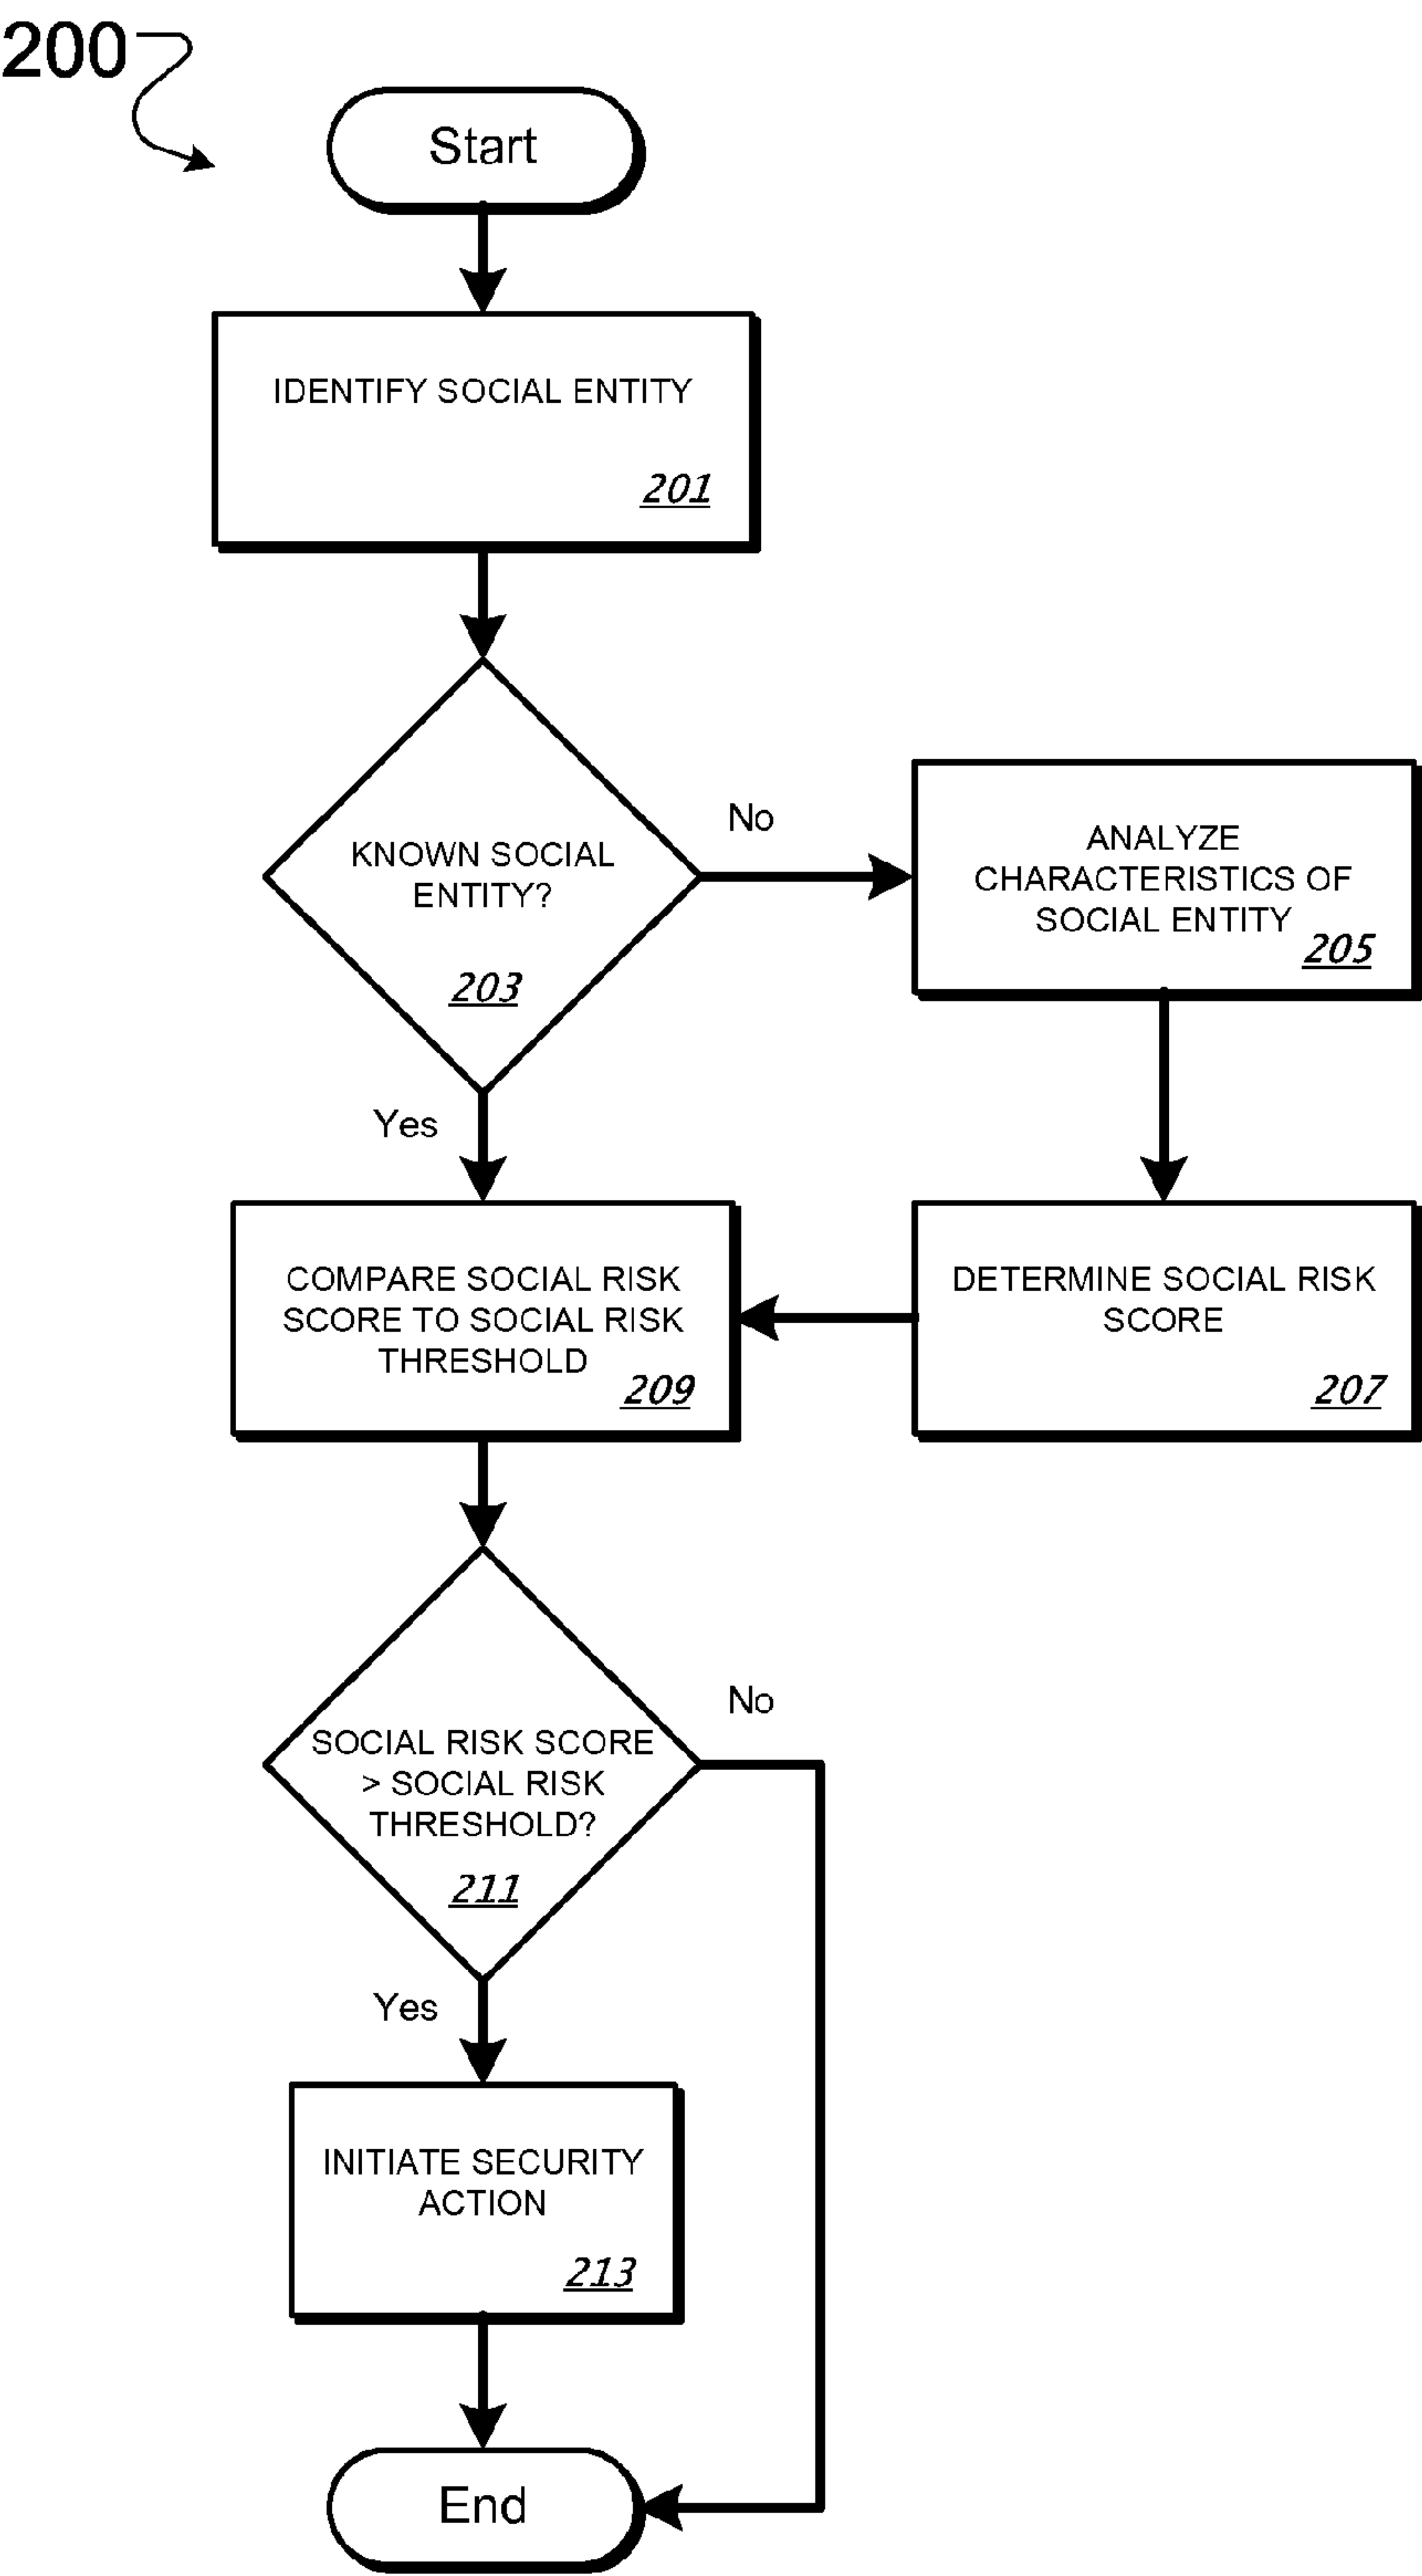 200
Start
IDENTIFY SOCIAL ENTITY
201
KNOWN SOCIAL
ENTITY?
203
No
Yes
ANALYZE
CHARACTERISTICS OF
SOCIAL ENTITY
205
DETERMINE SOCIAL RISK
SCORE
207
COMPARE SOCIAL RISK
SCORE TO SOCIAL RISK
THRESHOLD
209
SOCIAL RISK SCORE
> SOCIAL RISK
THRESHOLD?
211
No
Yes
INITIATE SECURITY
ACTION
213
End